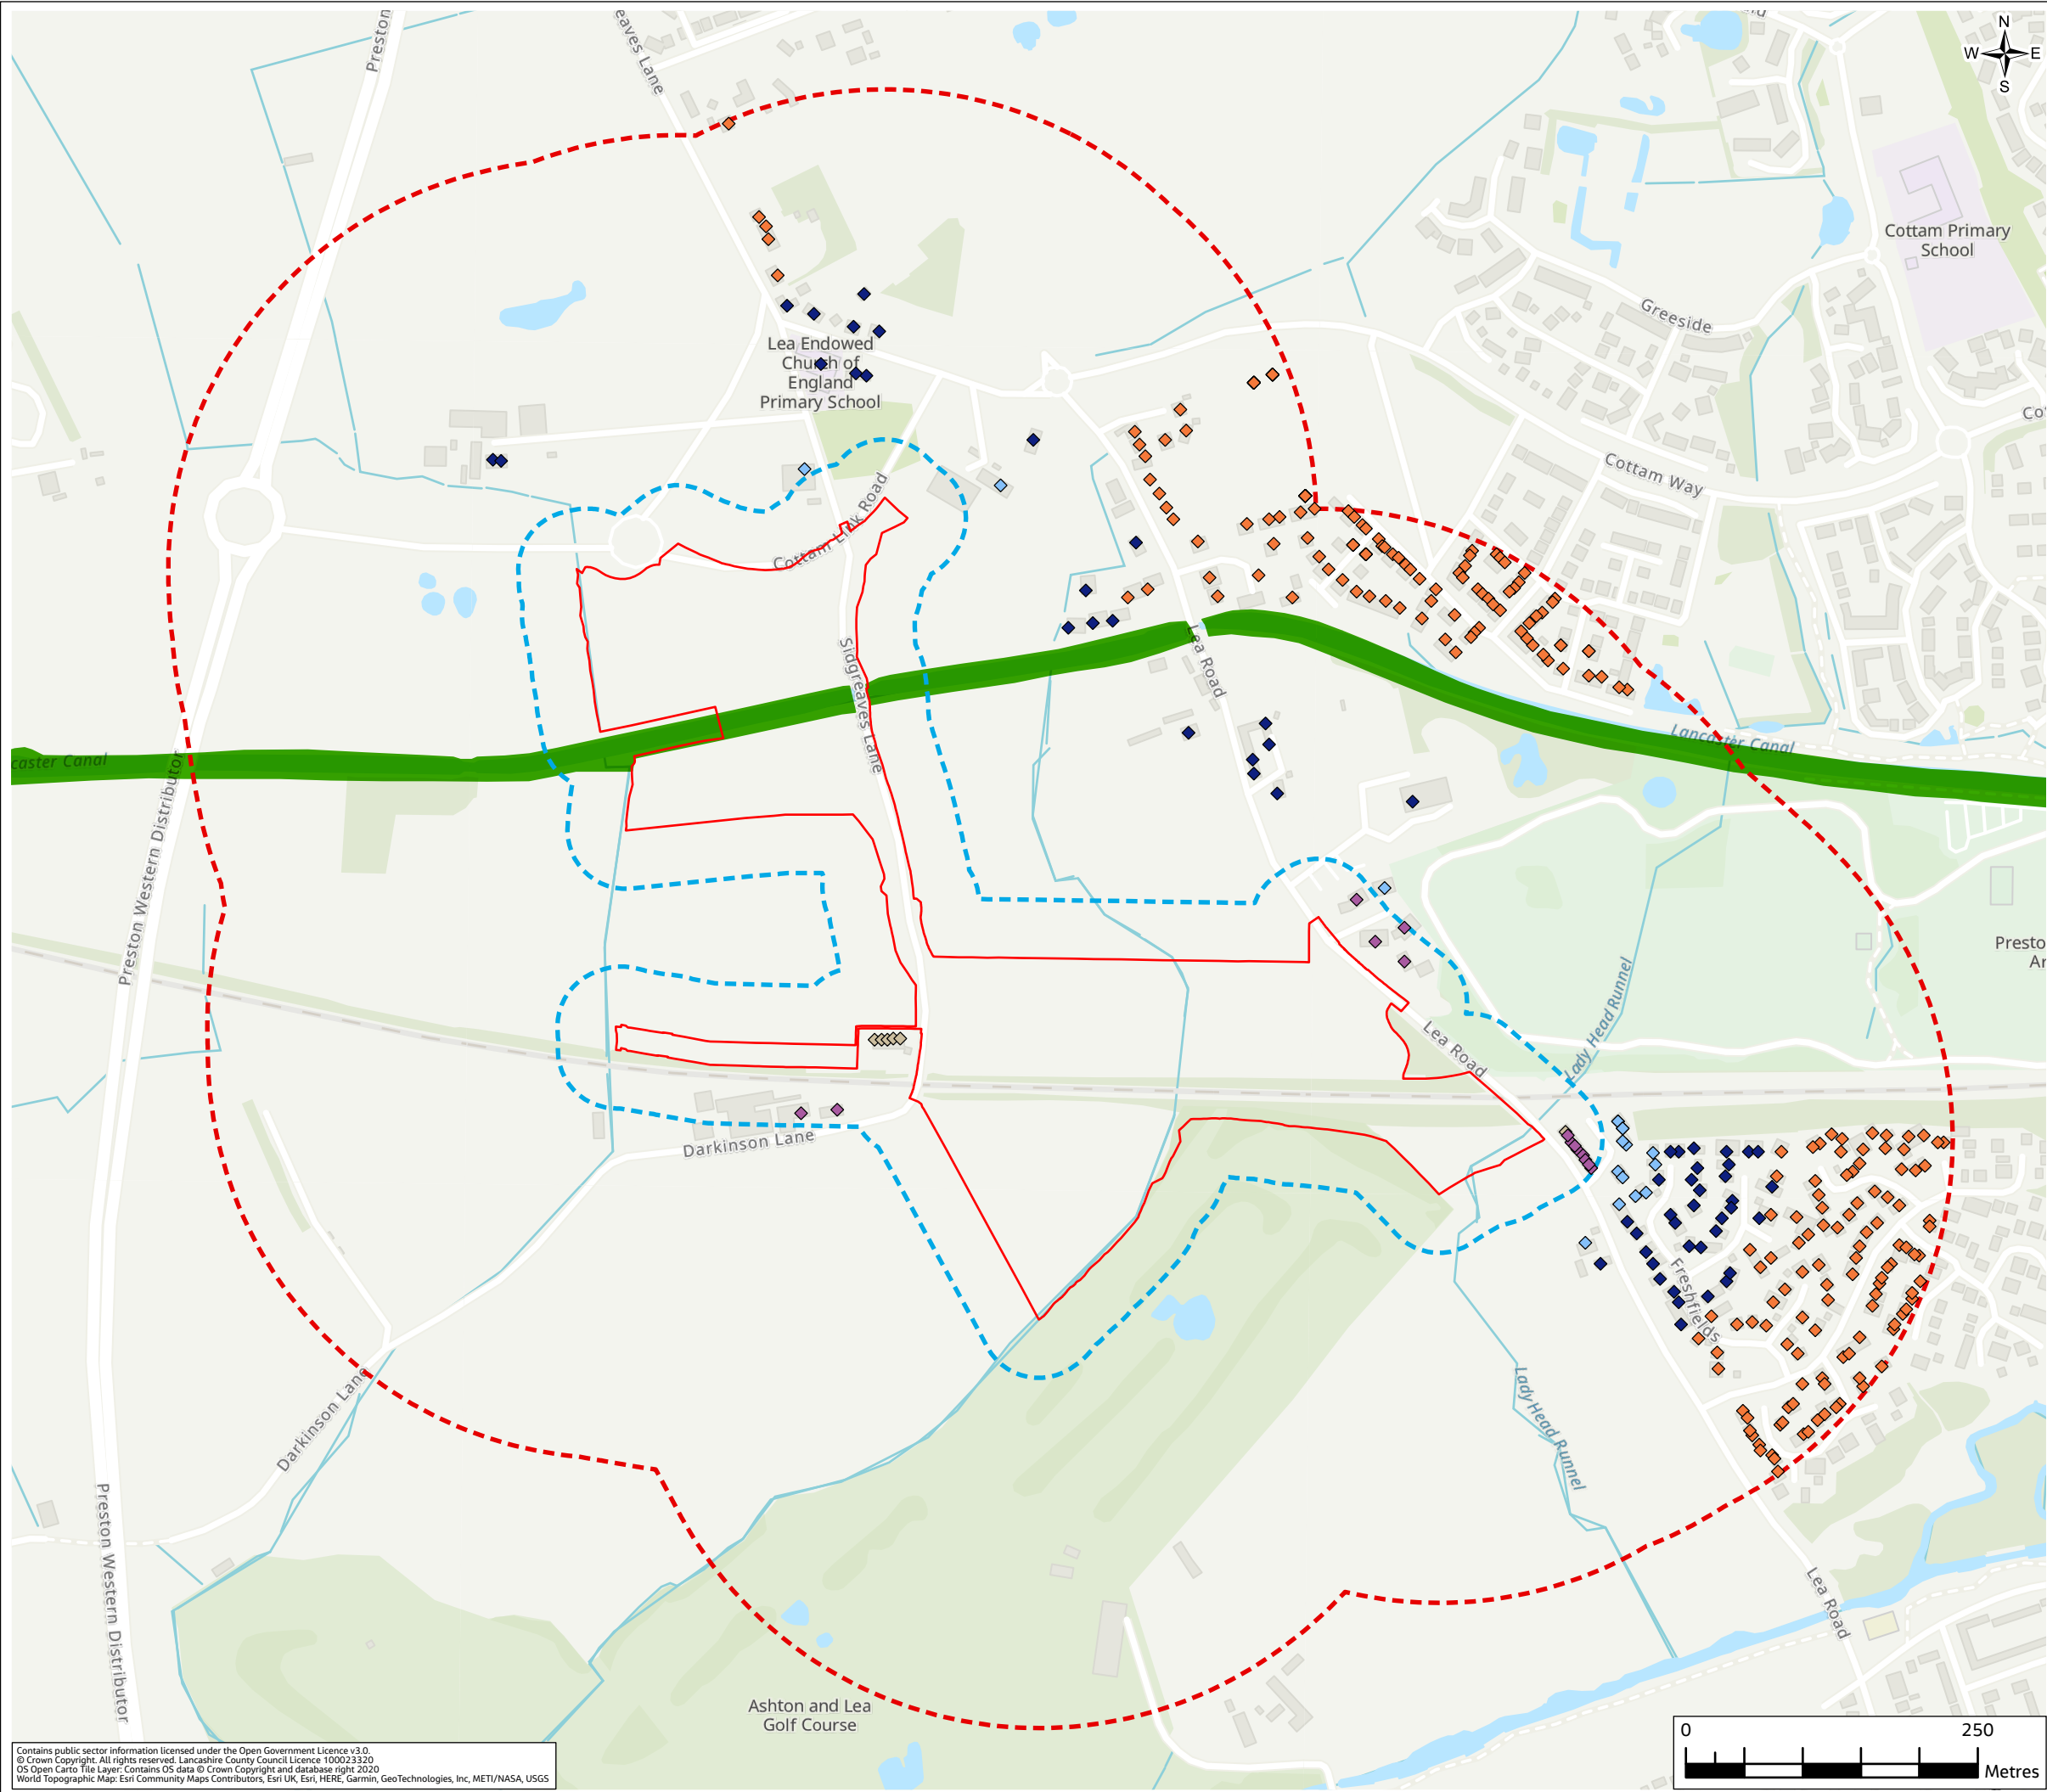 N
W E
S
Preston
eaves Lane
Cottam Primary
School
Greeside
Lea Endowed
Church of
England
Primary School
Cottam Way
Cottam Link Road
Sidgreaves Lane
Lea Road
Lancaster Canal
caster Canal
Preston Western Distributor
Presto
Ar
Lady Head Runnel
Lea Road
Darkinson Lane
Freshfields
Lady Head Runnel
Darkinson Lane
Preston Western Distributor
Lea Road
Ashton and Lea
Golf Course
0 250
Metres
Contains public sector information licensed under the Open Government Licence v3.0.
© Crown Copyright. All rights reserved. Lancashire County Council Licence 100023320
OS Open Carto Tile Layer: Contains OS data © Crown Copyright and database right 2020
World Topographic Map: Esri Community Maps Contributors, Esri UK, Esri, HERE, Garmin, GeoTechnologies, Inc, METI/NASA, USGS